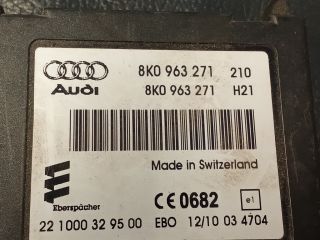 8K0 963 271 210
Audi 8K0 963 271 H21
Made in Switzerland
Eberspächer
CE 0682 e1
22 1000 32 95 00 EBO 12/10 03 4704